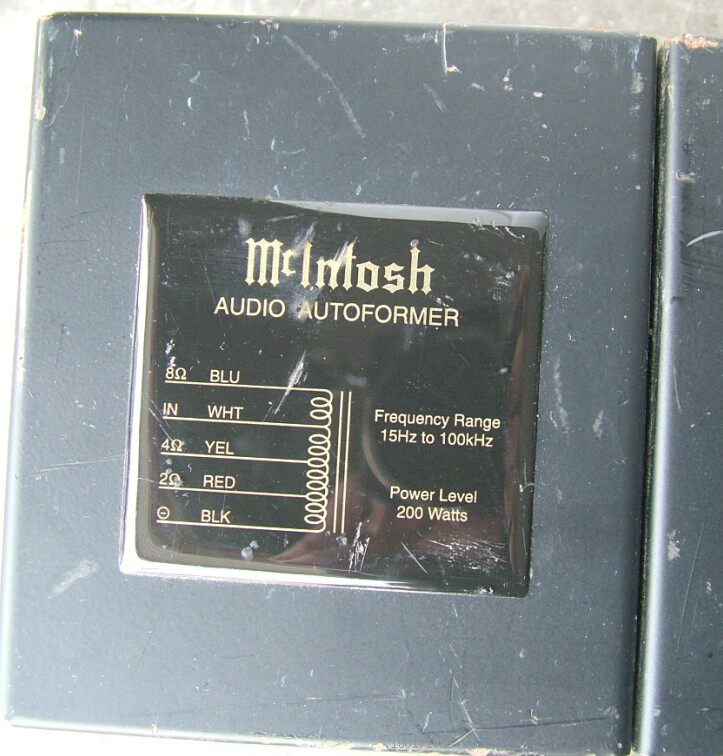 McIntosh
AUDIO AUTOFORMER
8Ω BLU
IN WHT
4Ω YEL
2Ω RED
⊖ BLK
Frequency Range
15Hz to 100kHz
Power Level
200 Watts